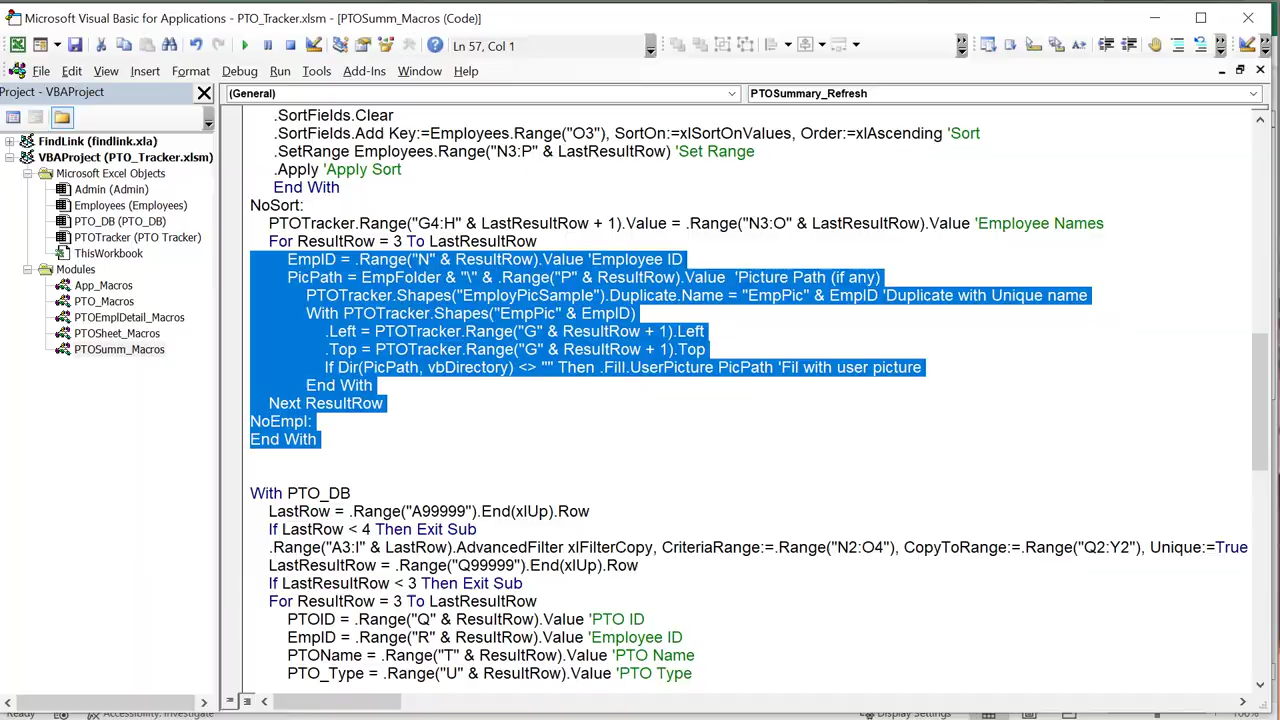 Microsoft Visual Basic for Applications - PTO_Tracker.xlsm - [PTOSumm_Macros (Code)]
Ln 57, Col 1
File Edit View Insert Format Debug Run Tools Add-Ins Window Help
Project - VBAProject
(General)
PTOSummary_Refresh
FindLink (findlink.xla)
VBAProject (PTO_Tracker.xlsm)
Microsoft Excel Objects
Admin (Admin)
Employees (Employees)
PTO_DB (PTO_DB)
PTOTracker (PTO Tracker)
ThisWorkbook
Modules
App_Macros
PTO_Macros
PTOEmplDetail_Macros
PTOSheet_Macros
PTOSumm_Macros
.SortFields.Clear
.SortFields.Add Key:=Employees.Range("O3"), SortOn:=xlSortOnValues, Order:=xlAscending 'Sort
.SetRange Employees.Range("N3:P" & LastResultRow) 'Set Range
.Apply 'Apply Sort
End With
NoSort:
PTOTracker.Range("G4:H" & LastResultRow + 1).Value = .Range("N3:O" & LastResultRow).Value 'Employee Names
For ResultRow = 3 To LastResultRow
EmpID = .Range("N" & ResultRow).Value 'Employee ID
PicPath = EmpFolder & "\" & .Range("P" & ResultRow).Value 'Picture Path (if any)
PTOTracker.Shapes("EmployPicSample").Duplicate.Name = "EmpPic" & EmpID 'Duplicate with Unique name
With PTOTracker.Shapes("EmpPic" & EmpID)
.Left = PTOTracker.Range("G" & ResultRow + 1).Left
.Top = PTOTracker.Range("G" & ResultRow + 1).Top
If Dir(PicPath, vbDirectory) <> "" Then .Fill.UserPicture PicPath 'Fil with user picture
End With
Next ResultRow
NoEmpl:
End With
With PTO_DB
LastRow = .Range("A99999").End(xlUp).Row
If LastRow < 4 Then Exit Sub
.Range("A3:I" & LastRow).AdvancedFilter xlFilterCopy, CriteriaRange:=.Range("N2:O4"), CopyToRange:=.Range("Q2:Y2"), Unique:=True
LastResultRow = .Range("Q99999").End(xlUp).Row
If LastResultRow < 3 Then Exit Sub
For ResultRow = 3 To LastResultRow
PTOID = .Range("Q" & ResultRow).Value 'PTO ID
EmpID = .Range("R" & ResultRow).Value 'Employee ID
PTOName = .Range("T" & ResultRow).Value 'PTO Name
PTO_Type = .Range("U" & ResultRow).Value 'PTO Type
Ready Accessibility: Investigate Display Settings 100%